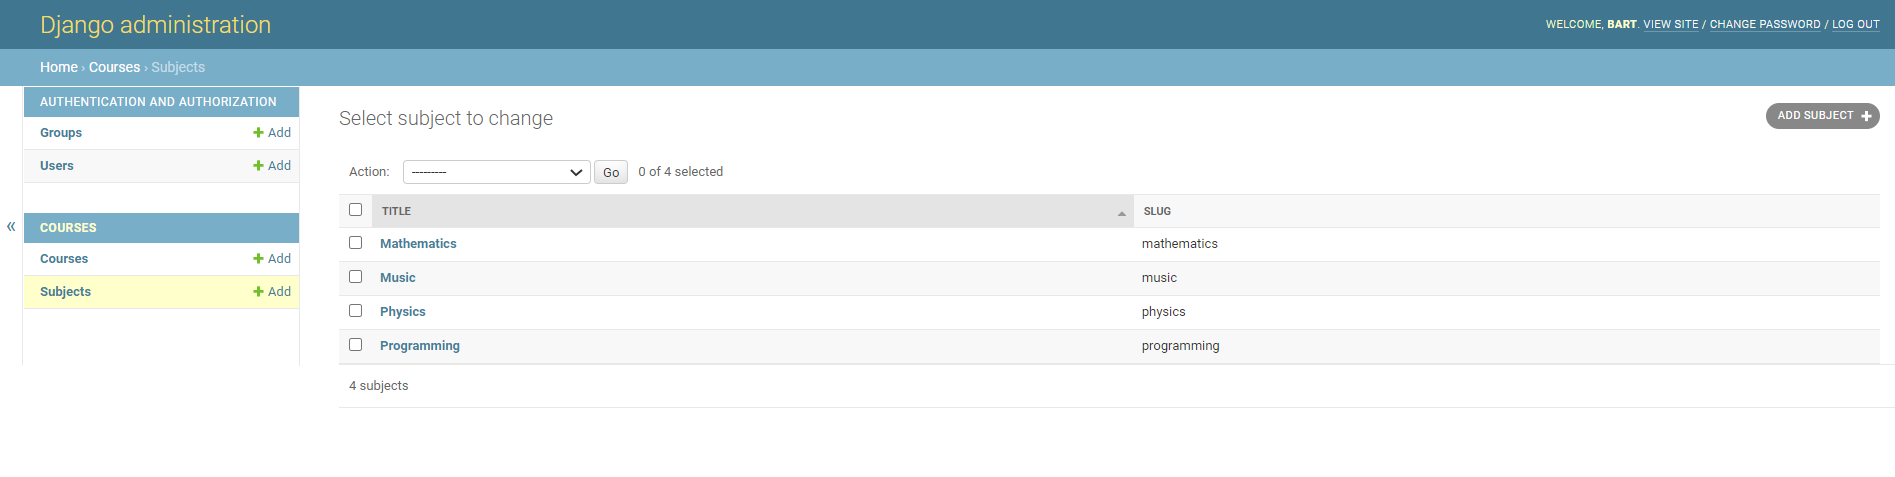 Django administration
WELCOME, BART. VIEW SITE / CHANGE PASSWORD / LOG OUT
Home › Courses › Subjects
AUTHENTICATION AND AUTHORIZATION
Groups + Add
Users + Add
«
COURSES
Courses + Add
Subjects + Add
Select subject to change
ADD SUBJECT +
Action: --------- Go 0 of 4 selected
TITLE SLUG
Mathematics mathematics
Music music
Physics physics
Programming programming
4 subjects